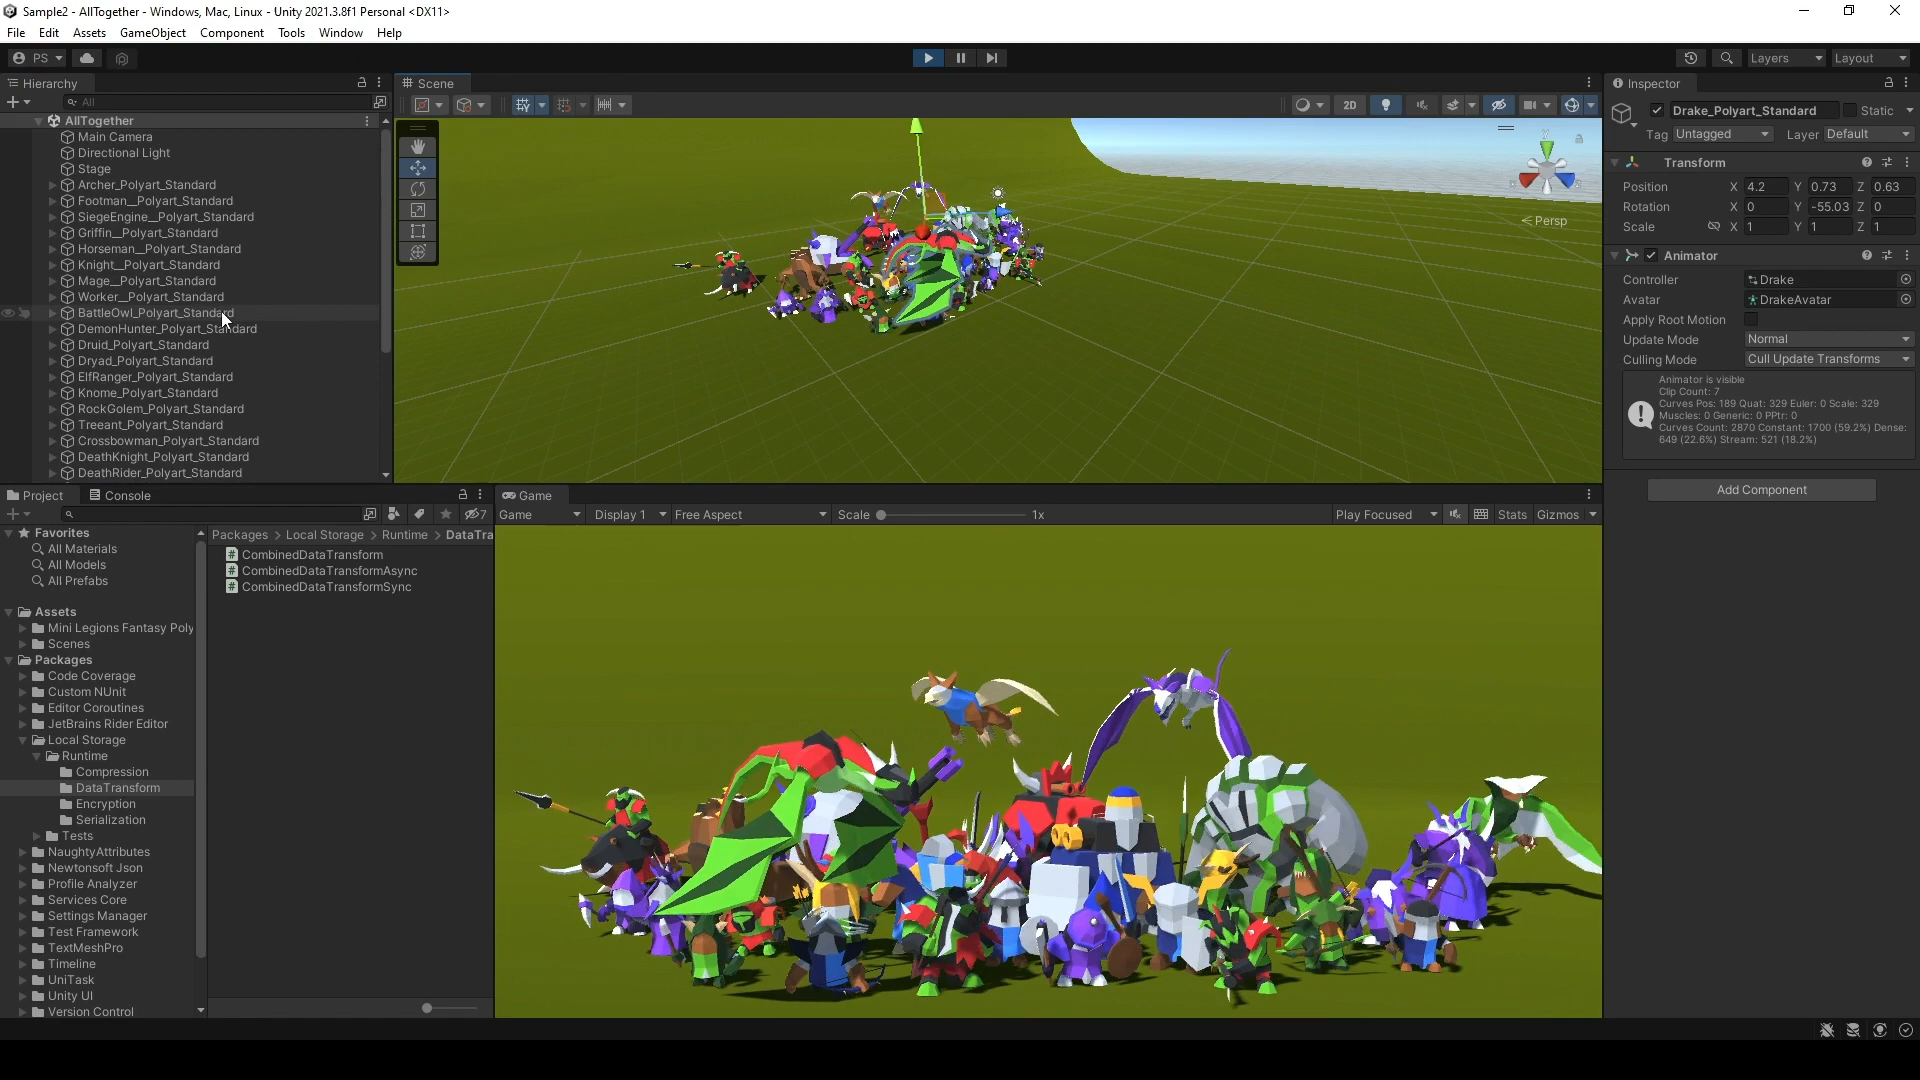 Sample2 - AllTogether - Windows, Mac, Linux - Unity 2021.3.8f1 Personal <DX11>
File Edit Assets GameObject Component Tools Window Help
PS Layers Layout
Hierarchy
All
AllTogether
Main Camera
Directional Light
Stage
Archer_Polyart_Standard
Footman__Polyart_Standard
SiegeEngine__Polyart_Standard
Griffin__Polyart_Standard
Horseman__Polyart_Standard
Knight__Polyart_Standard
Mage__Polyart_Standard
Worker__Polyart_Standard
BattleOwl_Polyart_Standard
DemonHunter_Polyart_Standard
Druid_Polyart_Standard
Dryad_Polyart_Standard
ElfRanger_Polyart_Standard
Knome_Polyart_Standard
RockGolem_Polyart_Standard
Treeant_Polyart_Standard
Crossbowman_Polyart_Standard
DeathKnight_Polyart_Standard
DeathRider_Polyart_Standard
Scene
2D
y
Persp
Inspector
Drake_Polyart_Standard Static
Tag Untagged Layer Default
Transform
Position X 4.2 Y 0.73 Z 0.63
Rotation X 0 Y -55.03 Z 0
Scale X 1 Y 1 Z 1
Animator
Controller Drake
Avatar DrakeAvatar
Apply Root Motion
Update Mode Normal
Culling Mode Cull Update Transforms
Animator is visible
Clip Count: 7
Curves Pos: 189 Quat: 329 Euler: 0 Scale: 329
Muscles: 0 Generic: 0 PPtr: 0
Curves Count: 2870 Constant: 1700 (59.2%) Dense:
649 (22.6%) Stream: 521 (18.2%)
Add Component
Project Console
7
Favorites
All Materials
All Models
All Prefabs
Assets
Mini Legions Fantasy Poly
Scenes
Packages
Code Coverage
Custom NUnit
Editor Coroutines
JetBrains Rider Editor
Local Storage
Runtime
Compression
DataTransform
Encryption
Serialization
Tests
NaughtyAttributes
Newtonsoft Json
Profile Analyzer
Services Core
Settings Manager
Test Framework
TextMeshPro
Timeline
UniTask
Unity UI
Version Control
Packages > Local Storage > Runtime > DataTra
CombinedDataTransform
CombinedDataTransformAsync
CombinedDataTransformSync
Game
Game Display 1 Free Aspect Scale 1x Play Focused Stats Gizmos